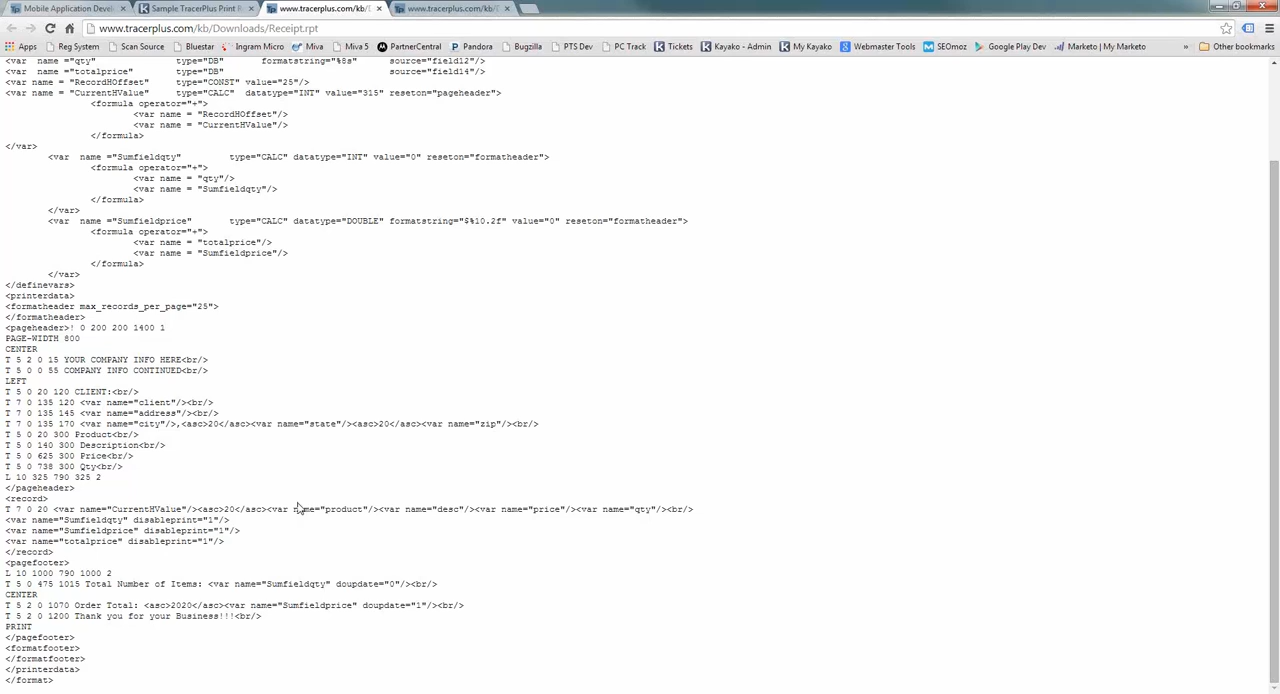 Mobile Application Devel
Sample TracerPlus Print R
www.tracerplus.com/kb/D
www.tracerplus.com/kb/D
www.tracerplus.com/kb/Downloads/Receipt.rpt
Apps Reg System Scan Source Bluestar Ingram Micro Miva Miva 5 PartnerCentral Pandora Bugzilla PTS Dev PC Track Tickets Kayako - Admin My Kayako Webmaster Tools SEOmoz Google Play Dev Marketo | My Marketo » Other bookmarks
<var name ="qty" type="DB" formatstring="%8s" source="field12"/>
<var name ="totalprice" type="DB" source="field14"/>
<var name = "RecordHOffset" type="CONST" value="25"/>
<var name = "CurrentHValue" type="CALC" datatype="INT" value="315" reseton="pageheader">
<formula operator="+">
<var name = "RecordHOffset"/>
<var name = "CurrentHValue"/>
</formula>
</var>
<var name ="Sumfieldqty" type="CALC" datatype="INT" value="0" reseton="formatheader">
<formula operator="+">
<var name = "qty"/>
<var name = "Sumfieldqty"/>
</formula>
</var>
<var name ="Sumfieldprice" type="CALC" datatype="DOUBLE" formatstring="$%10.2f" value="0" reseton="formatheader">
<formula operator="+">
<var name = "totalprice"/>
<var name = "Sumfieldprice"/>
</formula>
</var>
</definevars>
<printerdata>
<formatheader max_records_per_page="25">
</formatheader>
<pageheader>! 0 200 200 1400 1
PAGE-WIDTH 800
CENTER
T 5 2 0 15 YOUR COMPANY INFO HERE<br/>
T 5 0 0 55 COMPANY INFO CONTINUED<br/>
LEFT
T 5 0 20 120 CLIENT:<br/>
T 7 0 135 120 <var name="client"/><br/>
T 7 0 135 145 <var name="address"/><br/>
T 7 0 135 170 <var name="city"/>,<asc>20</asc><var name="state"/><asc>20</asc><var name="zip"/><br/>
T 5 0 20 300 Product<br/>
T 5 0 140 300 Description<br/>
T 5 0 625 300 Price<br/>
T 5 0 738 300 Qty<br/>
L 10 325 790 325 2
</pageheader>
<record>
T 7 0 20 <var name="CurrentHValue"/><asc>20</asc><var name="product"/><var name="desc"/><var name="price"/><var name="qty"/><br/>
<var name="Sumfieldqty" disableprint="1"/>
<var name="Sumfieldprice" disableprint="1"/>
<var name="totalprice" disableprint="1"/>
</record>
<pagefooter>
L 10 1000 790 1000 2
T 5 0 475 1015 Total Number of Items: <var name="Sumfieldqty" doupdate="0"/><br/>
CENTER
T 5 2 0 1070 Order Total: <asc>2020</asc><var name="Sumfieldprice" doupdate="1"/><br/>
T 5 2 0 1200 Thank you for your Business!!!<br/>
PRINT
</pagefooter>
<formatfooter>
</formatfooter>
</printerdata>
</format>